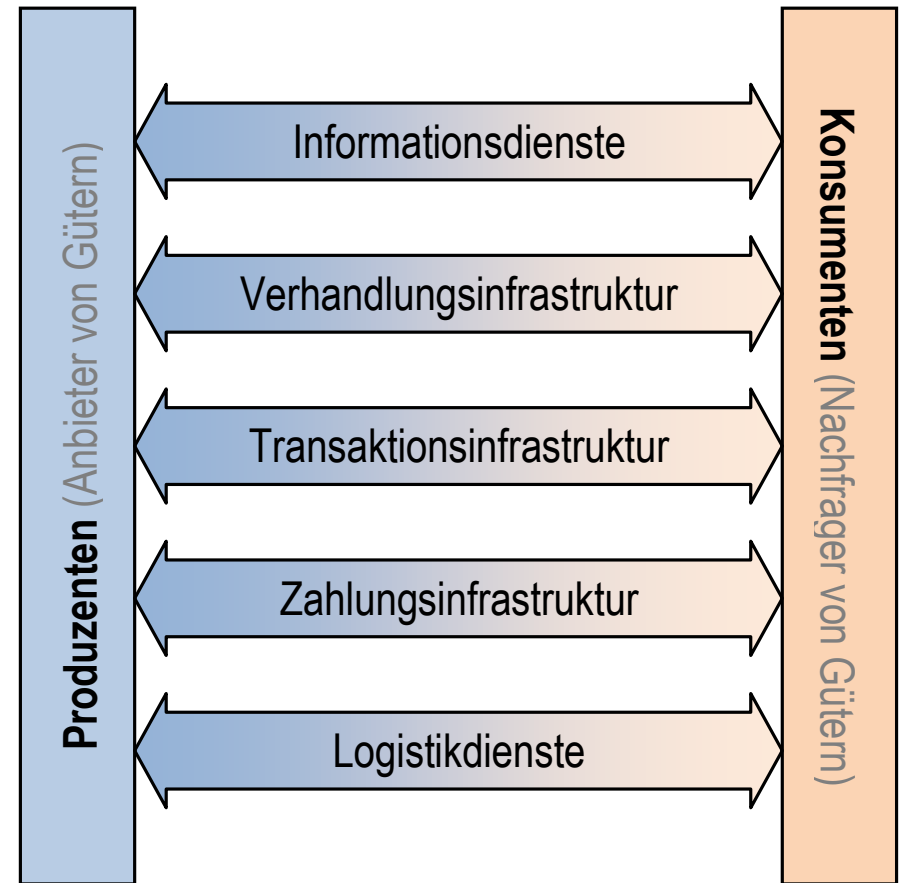 Produzenten (Anbieter von Gütern)
Informationsdienste
Verhandlungsinfrastruktur
Transaktionsinfrastruktur
Zahlungsinfrastruktur
Logistikdienste
Konsumenten (Nachfrager von Gütern)